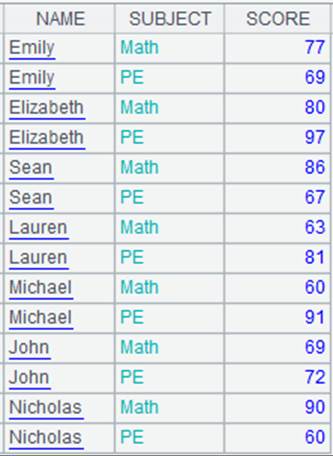 NAME SUBJECT SCORE
Emily Math 77
Emily PE 69
Elizabeth Math 80
Elizabeth PE 97
Sean Math 86
Sean PE 67
Lauren Math 63
Lauren PE 81
Michael Math 60
Michael PE 91
John Math 69
John PE 72
Nicholas Math 90
Nicholas PE 60